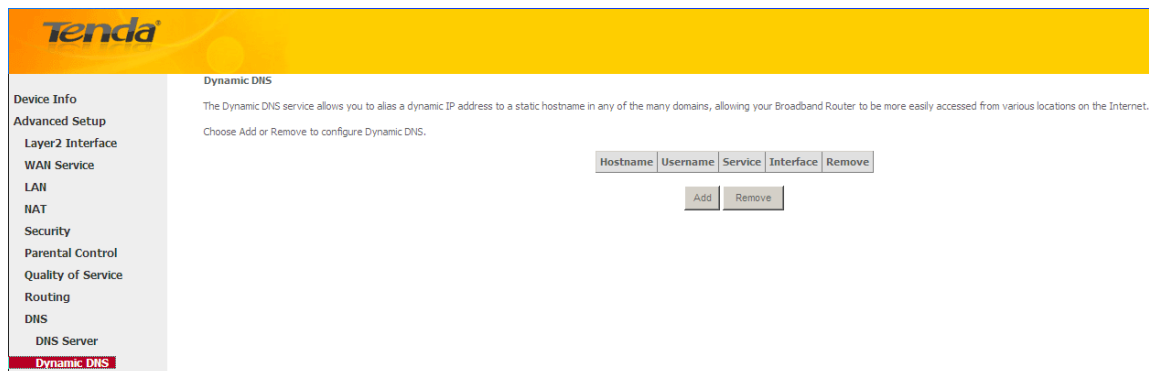 Tenda®
Device Info
Advanced Setup
Layer2 Interface
WAN Service
LAN
NAT
Security
Parental Control
Quality of Service
Routing
DNS
DNS Server
Dynamic DNS
Dynamic DNS
The Dynamic DNS service allows you to alias a dynamic IP address to a static hostname in any of the many domains, allowing your Broadband Router to be more easily accessed from various locations on the Internet.
Choose Add or Remove to configure Dynamic DNS.
Hostname Username Service Interface Remove
Add Remove